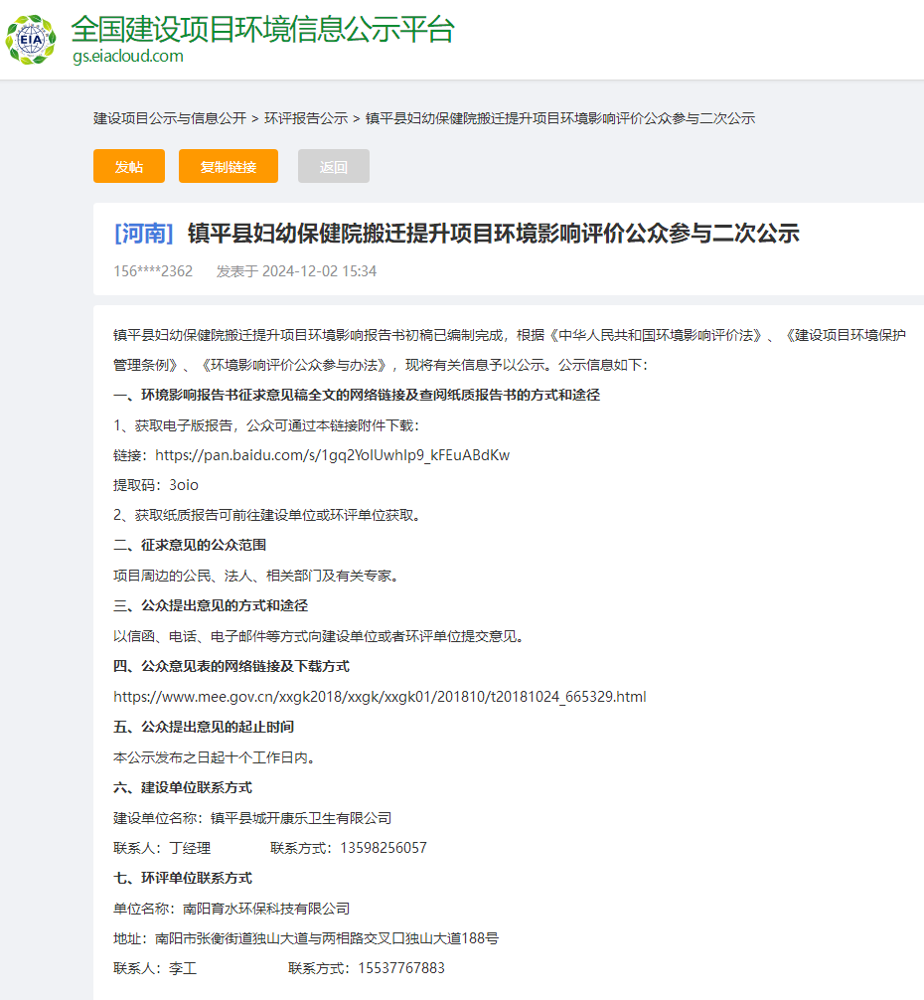 EIA
全国建设项目环境信息公示平台
gs.eiacloud.com
建设项目公示与信息公开 > 环评报告公示 > 镇平县妇幼保健院搬迁提升项目环境影响评价公众参与二次公示
发帖 复制链接 返回
[河南] 镇平县妇幼保健院搬迁提升项目环境影响评价公众参与二次公示
156****2362 发表于 2024-12-02 15:34
镇平县妇幼保健院搬迁提升项目环境影响报告书初稿已编制完成，根据《中华人民共和国环境影响评价法》、《建设项目环境保护
管理条例》、《环境影响评价公众参与办法》，现将有关信息予以公示。公示信息如下：
一、环境影响报告书征求意见稿全文的网络链接及查阅纸质报告书的方式和途径
1、获取电子版报告，公众可通过本链接附件下载：
链接：https://pan.baidu.com/s/1gq2YoIUwhIp9_kFEuABdKw
提取码：3oio
2、获取纸质报告可前往建设单位或环评单位获取。
二、征求意见的公众范围
项目周边的公民、法人、相关部门及有关专家。
三、公众提出意见的方式和途径
以信函、电话、电子邮件等方式向建设单位或者环评单位提交意见。
四、公众意见表的网络链接及下载方式
https://www.mee.gov.cn/xxgk2018/xxgk/xxgk01/201810/t20181024_665329.html
五、公众提出意见的起止时间
本公示发布之日起十个工作日内。
六、建设单位联系方式
建设单位名称：镇平县城开康乐卫生有限公司
联系人：丁经理 联系方式：13598256057
七、环评单位联系方式
单位名称：南阳育水环保科技有限公司
地址：南阳市张衡街道独山大道与两相路交叉口独山大道188号
联系人：李工 联系方式：15537767883